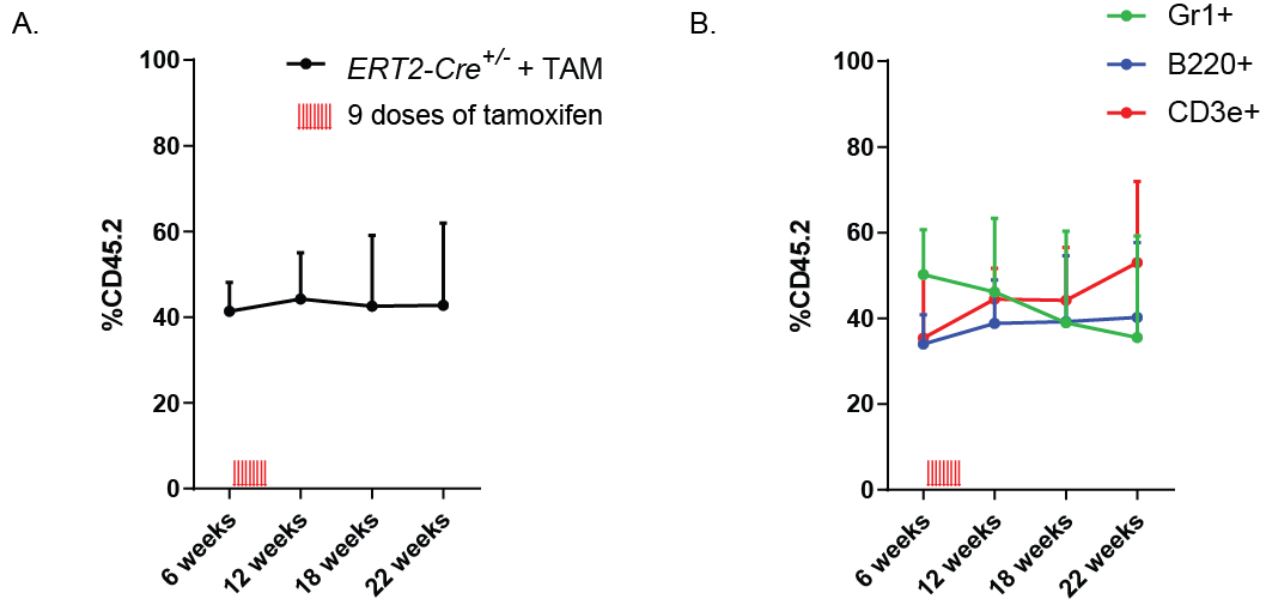 A.
ERT2-Cre+/- + TAM
9 doses of tamoxifen
%CD45.2
100
80
60
40
20
0
6 weeks
12 weeks
18 weeks
22 weeks
B.
Gr1+
B220+
CD3e+
%CD45.2
100
80
60
40
20
0
6 weeks
12 weeks
18 weeks
22 weeks